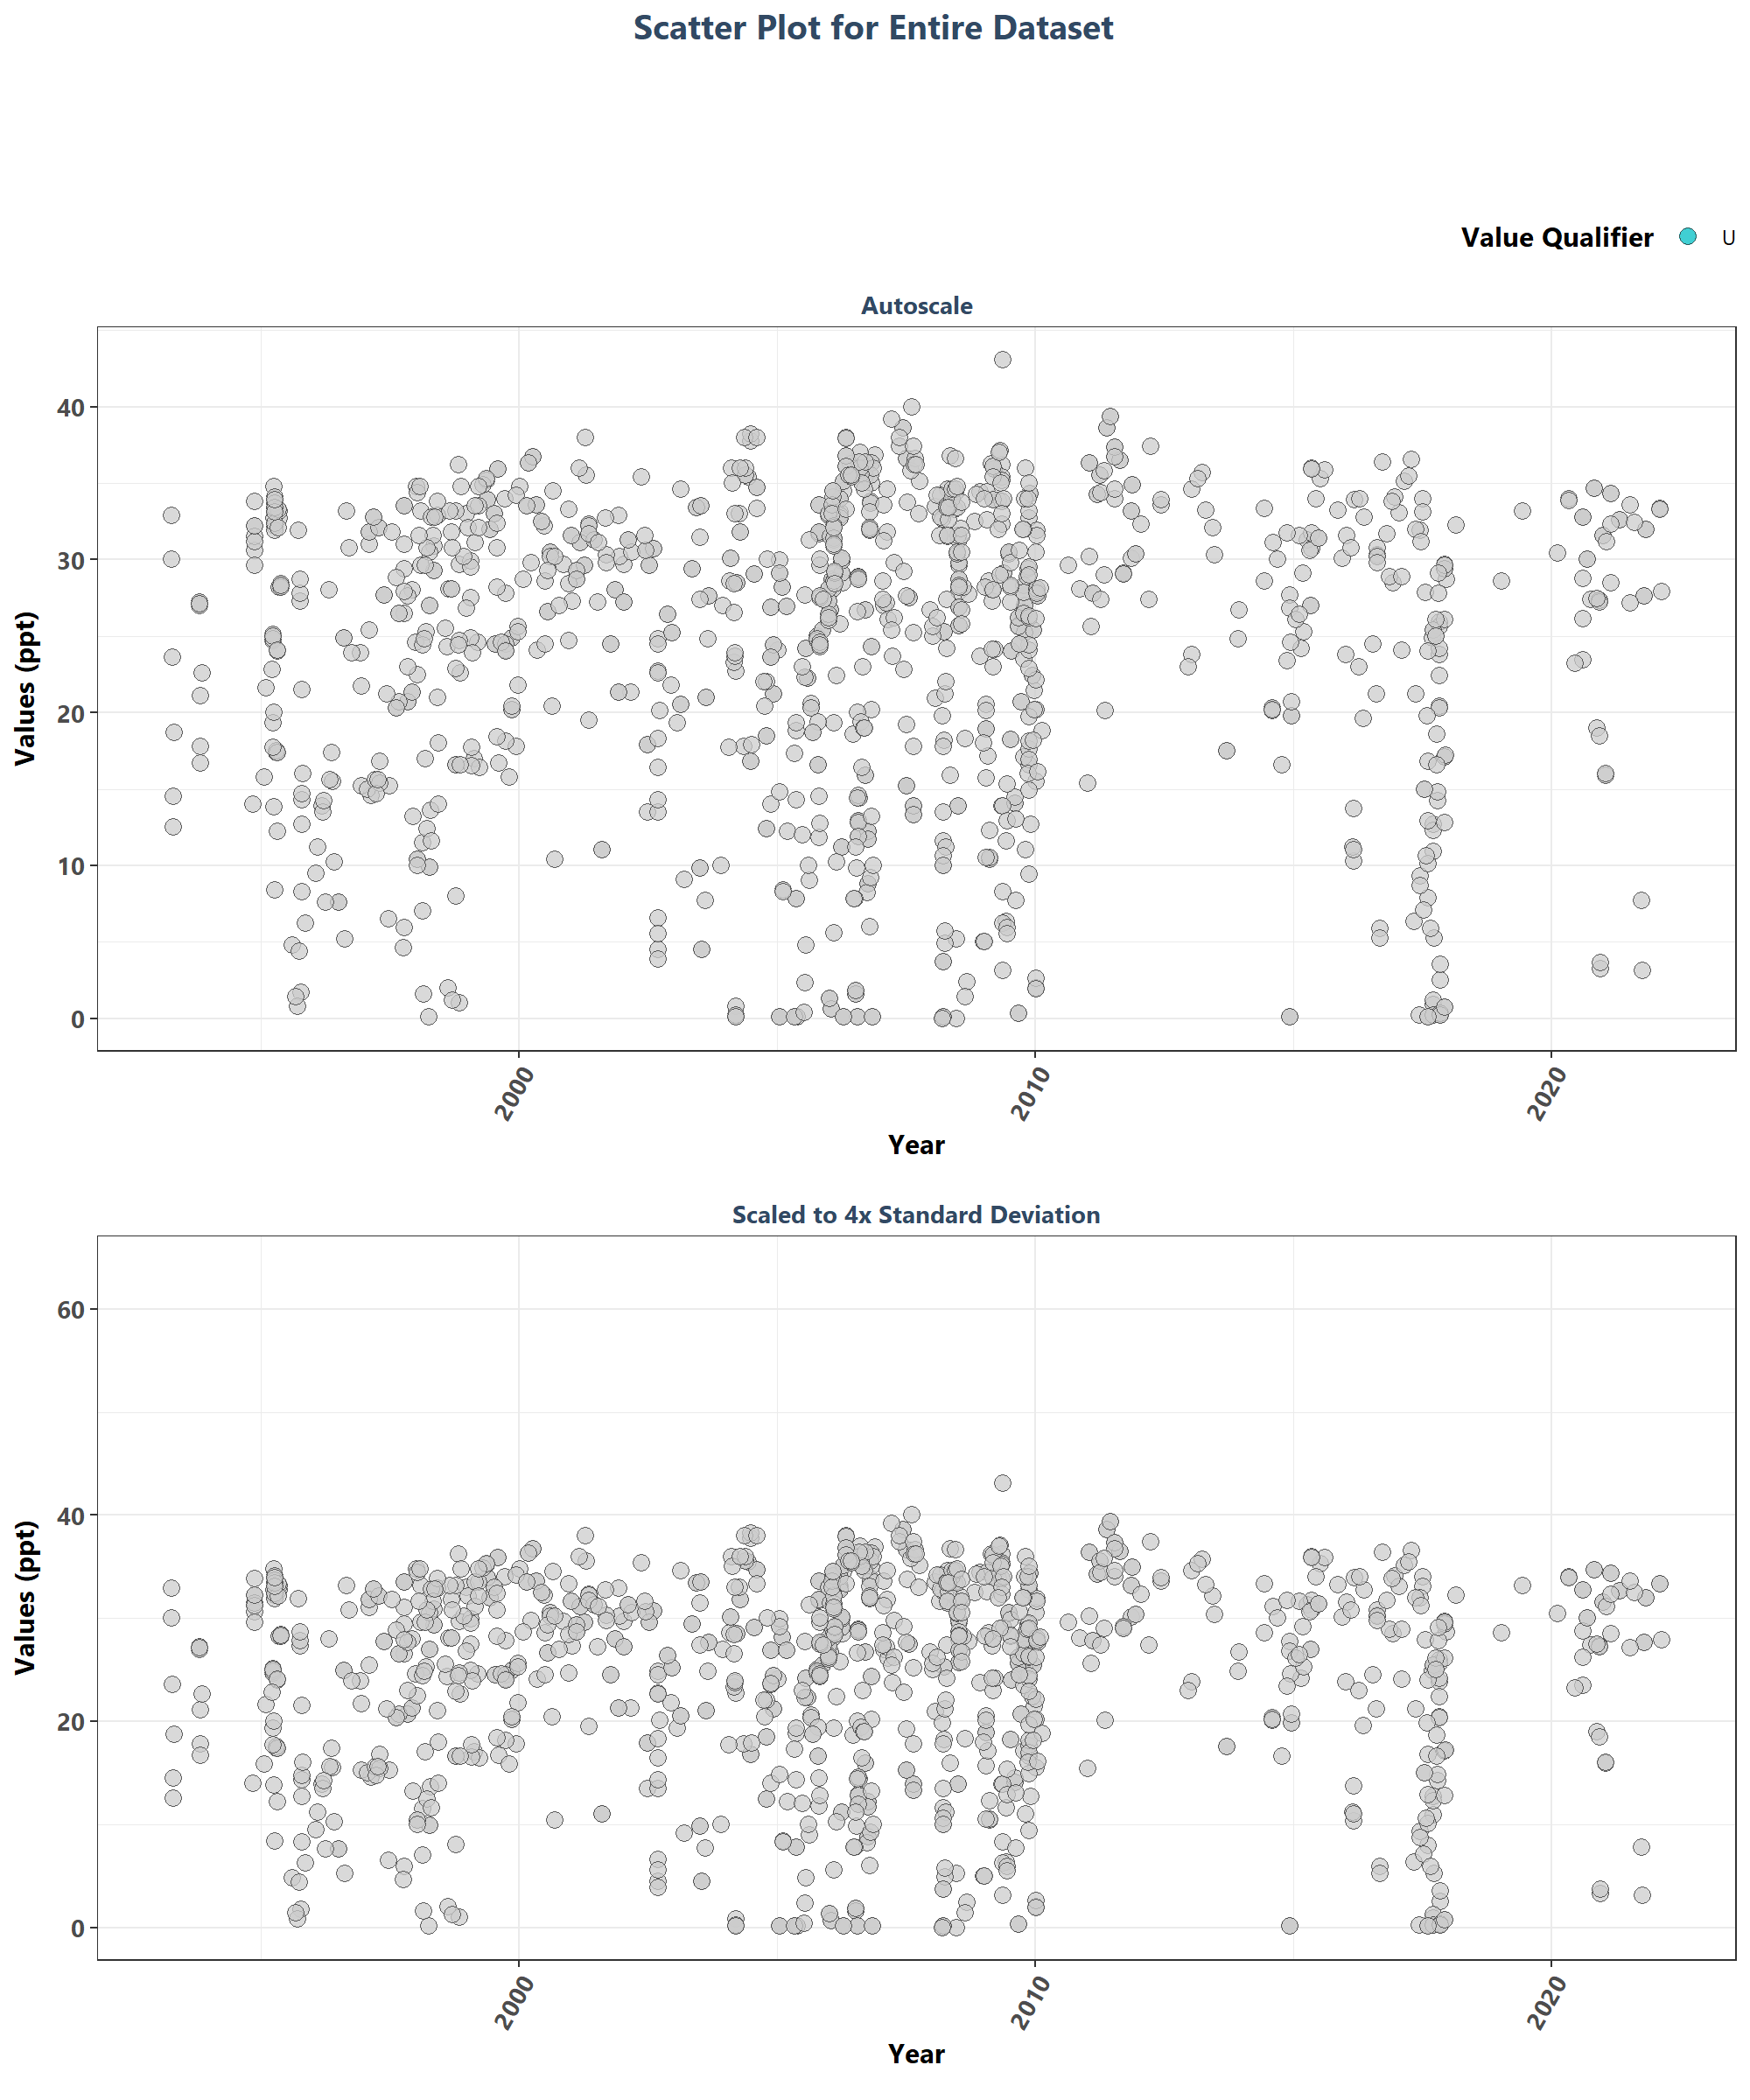 Scatter Plot for Entire Dataset
Value Qualifier U
Autoscale
Values (ppt)
40
30
20
10
0
2000 2010 2020
Year
Scaled to 4x Standard Deviation
Values (ppt)
60
40
20
0
2000 2010 2020
Year